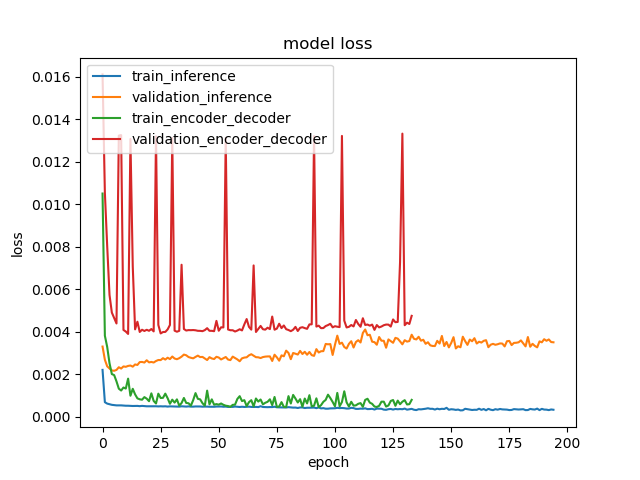 model loss
train_inference
validation_inference
train_encoder_decoder
validation_encoder_decoder
loss
0.016
0.014
0.012
0.010
0.008
0.006
0.004
0.002
0.000
0 25 50 75 100 125 150 175 200
epoch